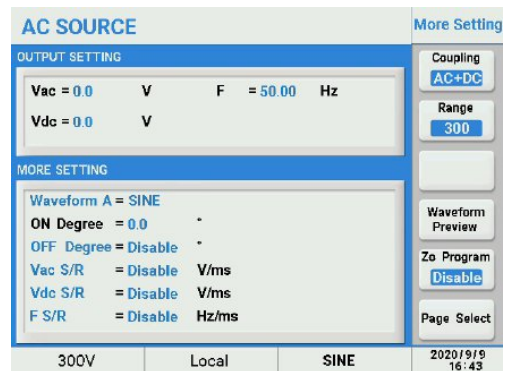 AC SOURCE
OUTPUT SETTING
Vac = 0.0 V F = 50.00 Hz
Vdc = 0.0 V
MORE SETTING
Waveform A = SINE
ON Degree = 0.0 °
OFF Degree = Disable °
Vac S/R = Disable V/ms
Vdc S/R = Disable V/ms
F S/R = Disable Hz/ms
300V Local SINE
More Setting
Coupling
AC+DC
Range
300
Waveform
Preview
Zo Program
Disable
Page Select
2020/9/9
16:43